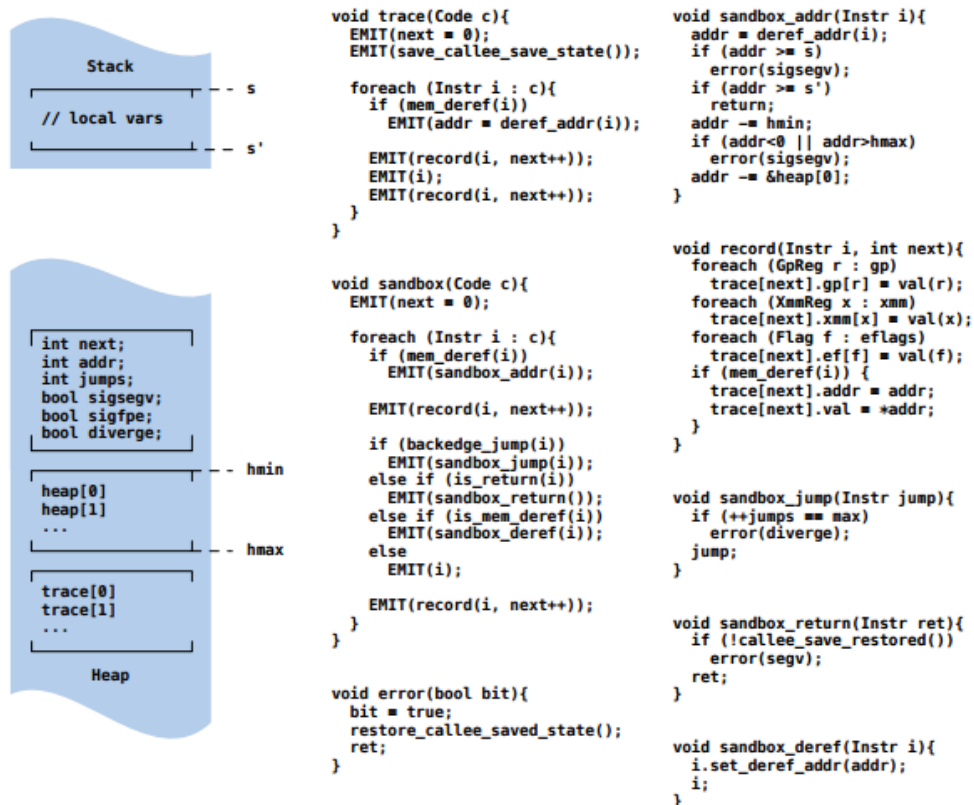 Stack
s
// local vars
s'
int next;
int addr;
int jumps;
bool sigsegv;
bool sigfpe;
bool diverge;
hmin
heap[0]
heap[1]
...
hmax
trace[0]
trace[1]
...
Heap
void trace(Code c){
EMIT(next = 0);
EMIT(save_callee_save_state());
foreach (Instr i : c){
if (mem_deref(i))
EMIT(addr = deref_addr(i));
EMIT(record(i, next++));
EMIT(i);
EMIT(record(i, next++));
}
}
void sandbox(Code c){
EMIT(next = 0);
foreach (Instr i : c){
if (mem_deref(i))
EMIT(sandbox_addr(i));
EMIT(record(i, next++));
if (backedge_jump(i))
EMIT(sandbox_jump(i));
else if (is_return(i))
EMIT(sandbox_return());
else if (is_mem_deref(i))
EMIT(sandbox_deref(i));
else
EMIT(i);
EMIT(record(i, next++));
}
}
void error(bool bit){
bit = true;
restore_callee_saved_state();
ret;
}
void sandbox_addr(Instr i){
addr = deref_addr(i);
if (addr >= s)
error(sigsegv);
if (addr >= s')
return;
addr -= hmin;
if (addr<0 || addr>hmax)
error(sigsegv);
addr -= &heap[0];
}
void record(Instr i, int next){
foreach (GpReg r : gp)
trace[next].gp[r] = val(r);
foreach (XmmReg x : xmm)
trace[next].xmm[x] = val(x);
foreach (Flag f : eflags)
trace[next].ef[f] = val(f);
if (mem_deref(i)) {
trace[next].addr = addr;
trace[next].val = *addr;
}
}
void sandbox_jump(Instr jump){
if (++jumps == max)
error(diverge);
jump;
}
void sandbox_return(Instr ret){
if (!callee_save_restored())
error(segv);
ret;
}
void sandbox_deref(Instr i){
i.set_deref_addr(addr);
i;
}